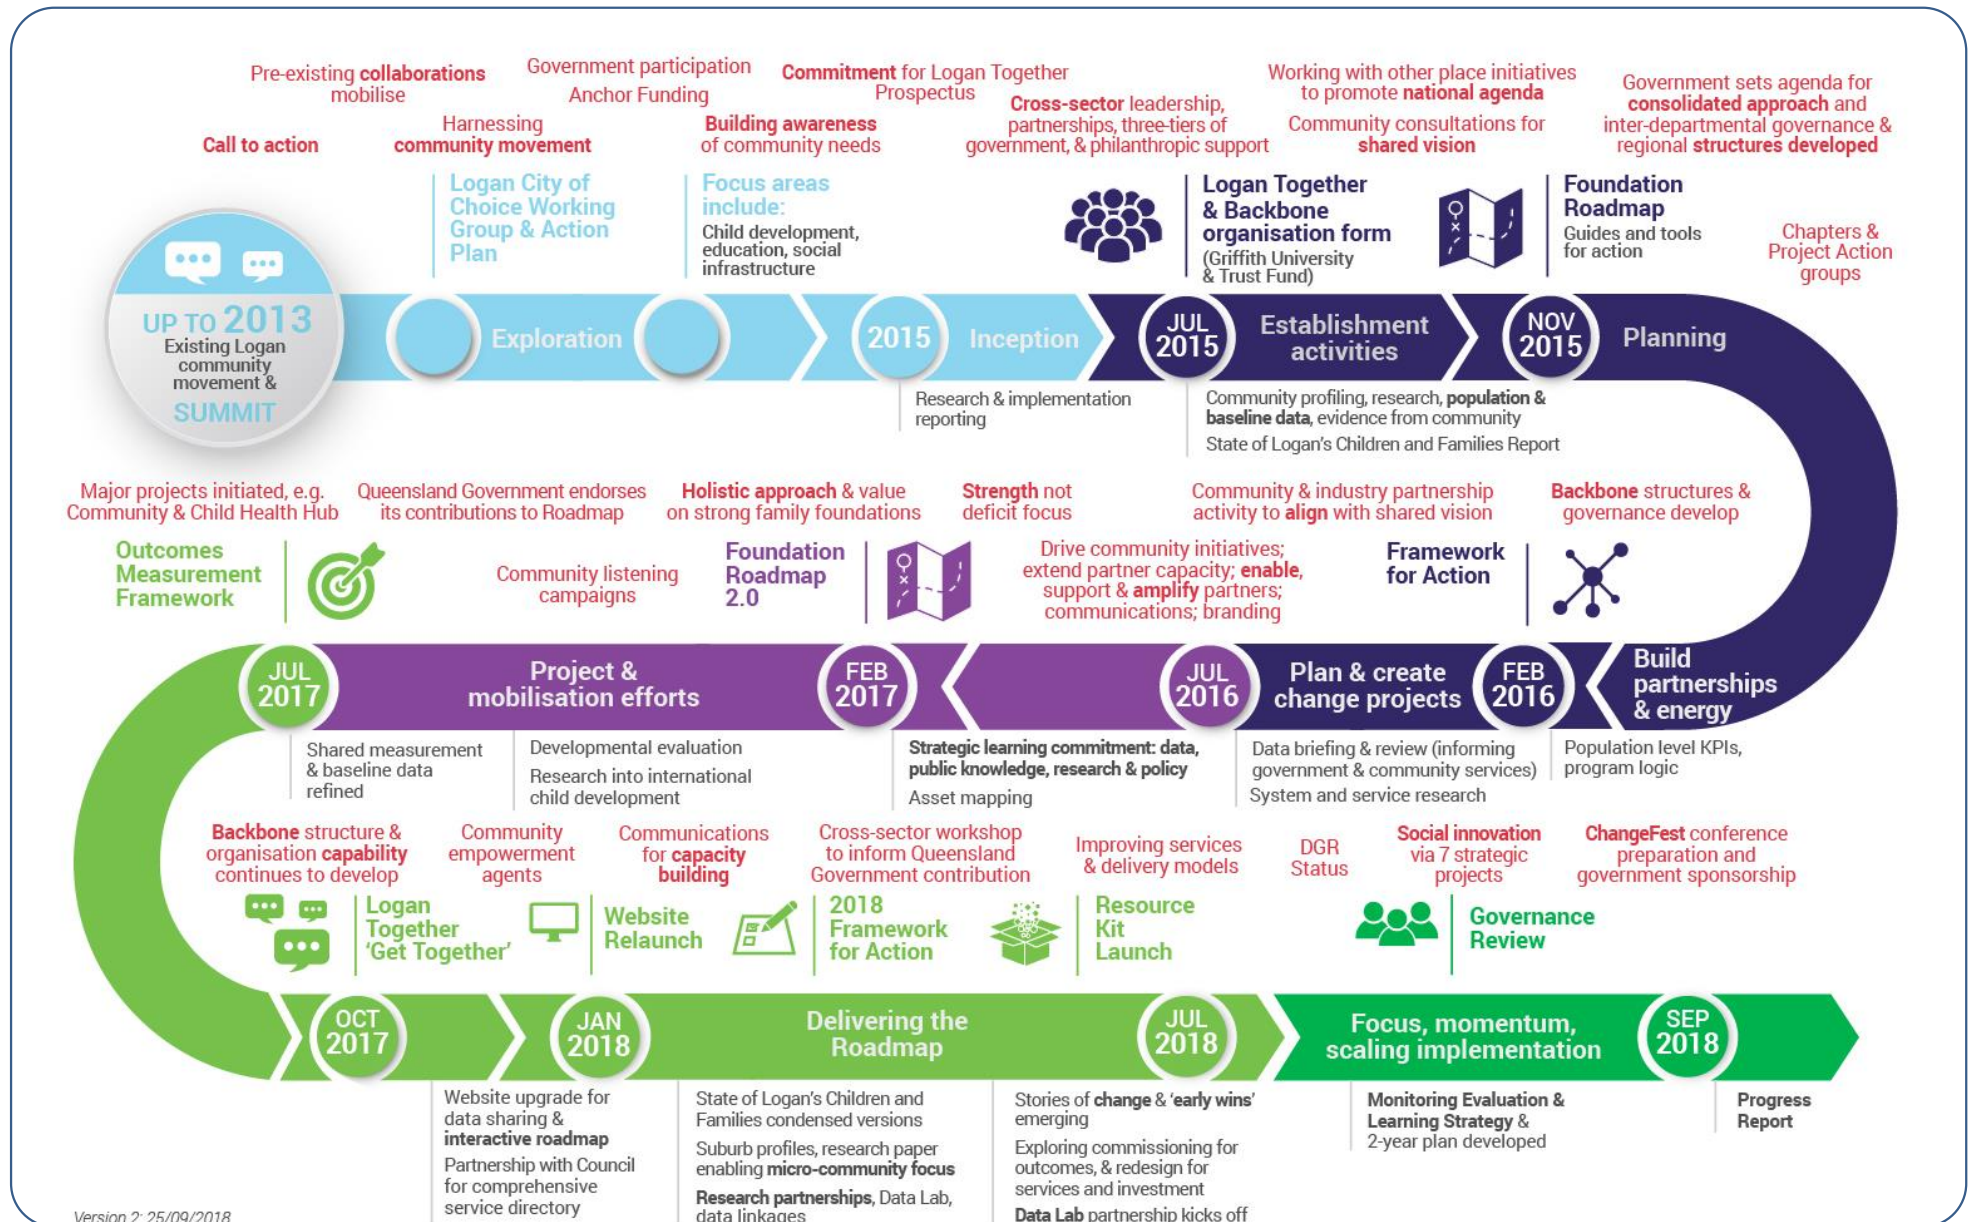 Pre-existing collaborations
mobilise
Government participation
Anchor Funding
Commitment for Logan Together
Prospectus
Working with other place initiatives
to promote national agenda
Government sets agenda for
consolidated approach and
inter-departmental governance &
regional structures developed
Call to action
Harnessing
community movement
Building awareness
of community needs
Cross-sector leadership,
partnerships, three-tiers of
government, & philanthropic support
Community consultations for
shared vision
Logan City of
Choice Working
Group & Action
Plan
Focus areas
include:
Child development,
education, social
infrastructure
Logan Together
& Backbone
organisation form
(Griffith University
& Trust Fund)
Foundation
Roadmap
Guides and tools
for action
Chapters &
Project Action
groups
UP TO 2013
Existing Logan
community
movement &
SUMMIT
Exploration
2015
Inception
JUL
2015
Establishment
activities
NOV
2015
Planning
Research & implementation
reporting
Community profiling, research, population &
baseline data, evidence from community
State of Logan's Children and Families Report
Major projects initiated, e.g.
Community & Child Health Hub
Queensland Government endorses
its contributions to Roadmap
Holistic approach & value
on strong family foundations
Strength not
deficit focus
Community & industry partnership
activity to align with shared vision
Backbone structures &
governance develop
Outcomes
Measurement
Framework
Community listening
campaigns
Foundation
Roadmap
2.0
Drive community initiatives;
extend partner capacity; enable,
support & amplify partners;
communications; branding
Framework
for Action
JUL
2017
Project &
mobilisation efforts
FEB
2017
JUL
2016
Plan & create
change projects
FEB
2016
Build
partnerships
& energy
Shared measurement
& baseline data
refined
Developmental evaluation
Research into international
child development
Strategic learning commitment: data,
public knowledge, research & policy
Asset mapping
Data briefing & review (informing
government & community services)
System and service research
Population level KPIs,
program logic
Backbone structure &
organisation capability
continues to develop
Community
empowerment
agents
Communications
for capacity
building
Cross-sector workshop
to inform Queensland
Government contribution
Improving services
& delivery models
DGR
Status
Social innovation
via 7 strategic
projects
ChangeFest conference
preparation and
government sponsorship
Logan
Together
'Get Together'
Website
Relaunch
2018
Framework
for Action
Resource
Kit
Launch
Governance
Review
OCT
2017
JAN
2018
Delivering the
Roadmap
JUL
2018
Focus, momentum,
scaling implementation
SEP
2018
Website upgrade for
data sharing &
interactive roadmap
Partnership with Council
for comprehensive
service directory
State of Logan's Children and
Families condensed versions
Suburb profiles, research paper
enabling micro-community focus
Research partnerships, Data Lab,
data linkages
Stories of change & 'early wins'
emerging
Exploring commissioning for
outcomes, & redesign for
services and investment
Data Lab partnership kicks off
Monitoring Evaluation &
Learning Strategy &
2-year plan developed
Progress
Report
Version 2: 25/09/2018